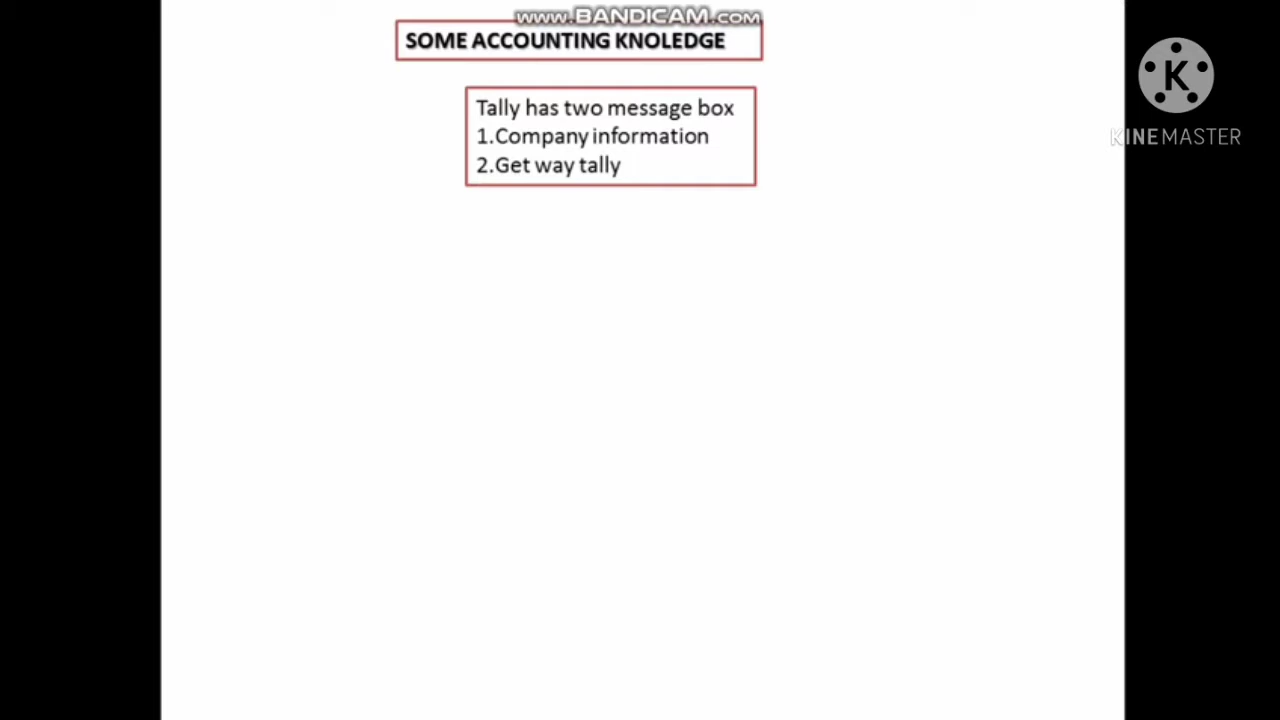 www.BANDICAM.com
SOME ACCOUNTING KNOLEDGE
K
KINEMASTER
Tally has two message box
1.Company information
2.Get way tally